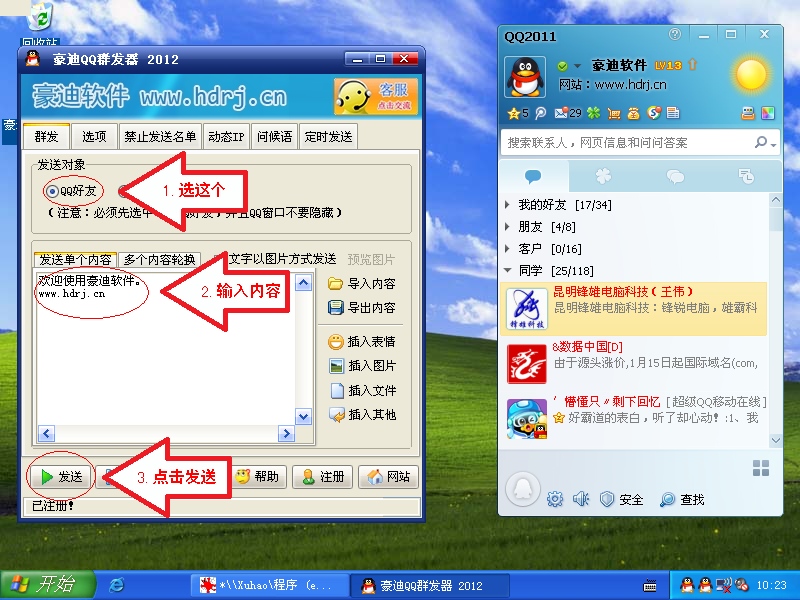 回收站
豪迪QQ群发器 2012
豪迪软件 www.hdrj.cn
客服
点击交流
群发 选项 禁止发送名单 动态IP 问候语 定时发送
发送对象
QQ好友
1.选这个
(注意：必须先选中
且QQ窗口不要隐藏)
发送单个内容 多个内容轮换 文字以图片方式发送 预览图片
欢迎使用豪迪软件。
www.hdrj.cn
2.输入内容
导入内容
导出内容
插入表情
插入图片
插入文件
插入其他
发送
3.点击发送
帮助 注册 网站
已注册!
QQ2011
豪迪软件 LV13
网站：www.hdrj.cn
5 29
搜索联系人，网页信息和问问答案
我的好友 [17/34]
朋友 [4/8]
客户 [0/16]
同学 [25/118]
昆明锋雄电脑科技(王伟)
昆明锋雄电脑科技：锋锐电脑，雄霸科
锋雄科技
&数据中国[D]
由于源头涨价,1月15日起国际域名(com,
′懵懂只〃剩下回忆 [超级QQ移动在线]
好霸道的表白，听了却心动！:1、我
安全 查找
开始
*\\Xuhao\程序 (e...
豪迪QQ群发器 2012
10:23